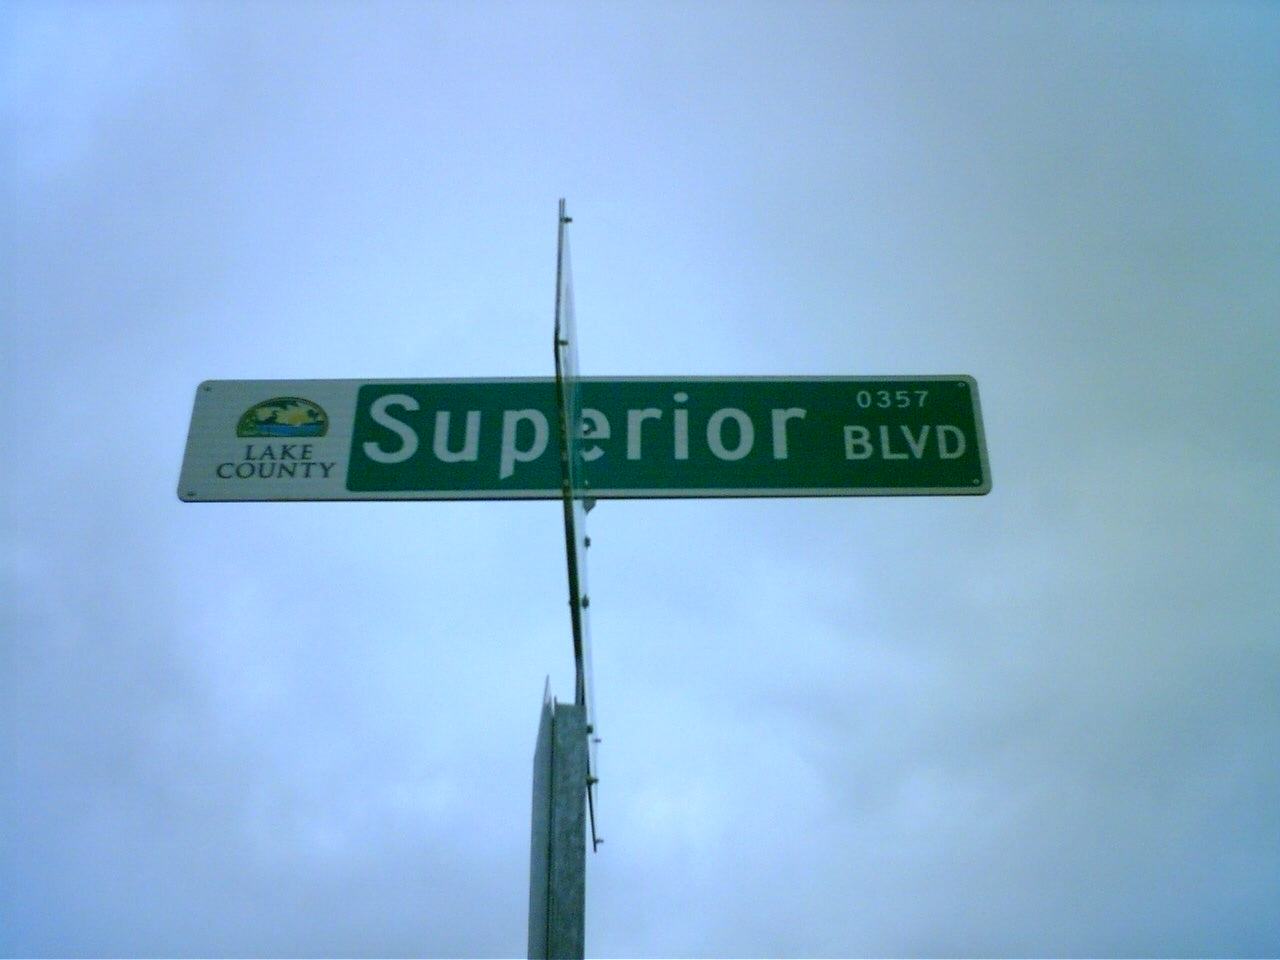 LAKE
COUNTY
Superior
0357
BLVD